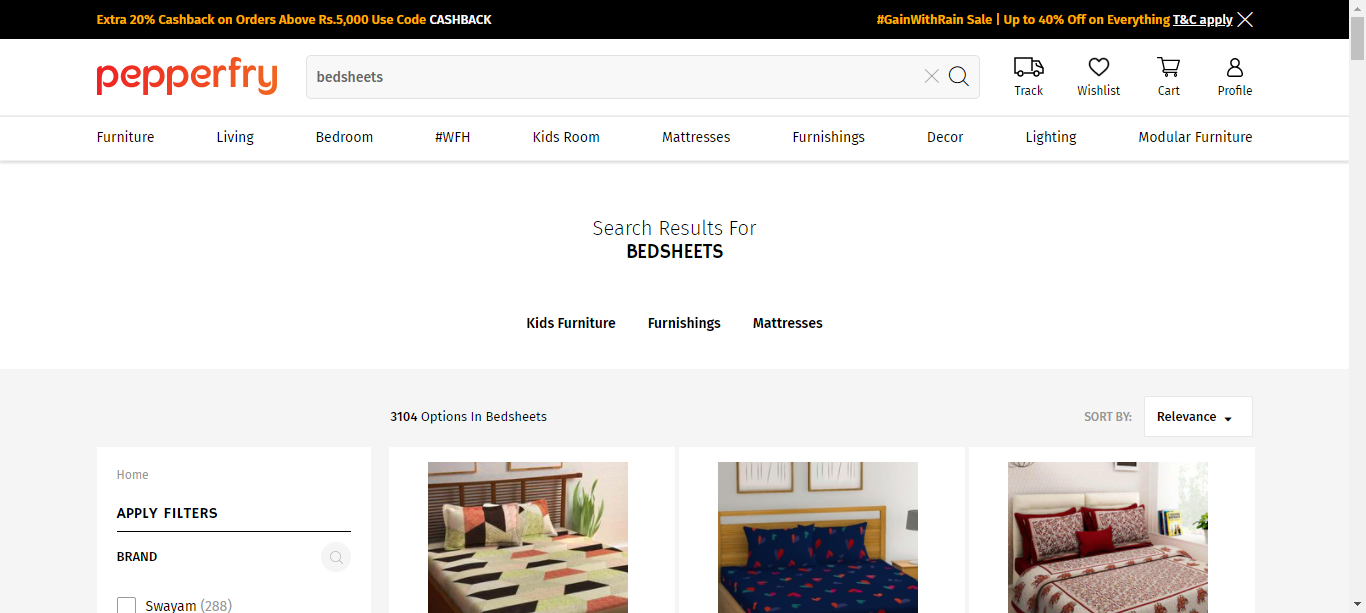 Extra 20% Cashback on Orders Above Rs.5,000 Use Code CASHBACK
#GainWithRain Sale | Up to 40% Off on Everything T&C apply
pepperfry
bedsheets
Track
Wishlist
Cart
Profile
Furniture
Living
Bedroom
#WFH
Kids Room
Mattresses
Furnishings
Decor
Lighting
Modular Furniture
Search Results For
BEDSHEETS
Kids Furniture
Furnishings
Mattresses
3104 Options In Bedsheets
SORT BY:
Relevance
Home
APPLY FILTERS
BRAND
Swayam (288)